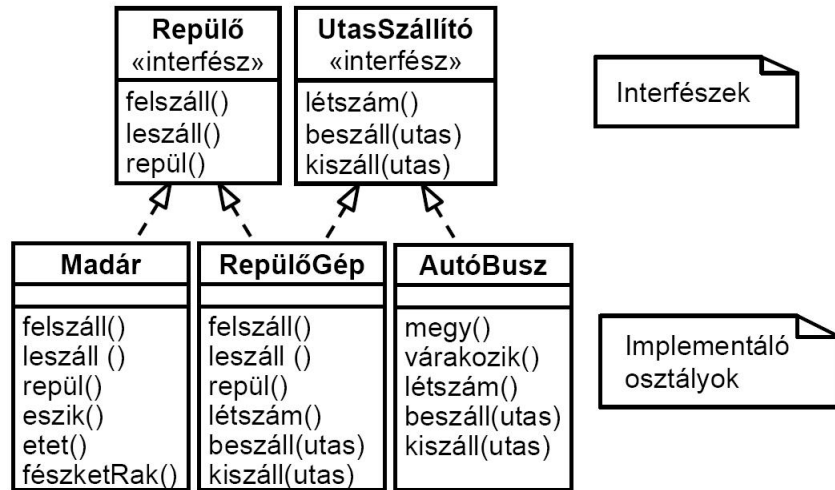 Repülő
«interfész»
felszáll()
leszáll()
repül()
UtasSzállító
«interfész»
létszám()
beszáll(utas)
kiszáll(utas)
Interfészek
Madár
felszáll()
leszáll ()
repül()
eszik()
etet()
fészketRak()
RepülőGép
felszáll()
leszáll ()
repül()
létszám()
beszáll(utas)
kiszáll(utas)
AutóBusz
megy()
várakozik()
létszám()
beszáll(utas)
kiszáll(utas)
Implementáló
osztályok